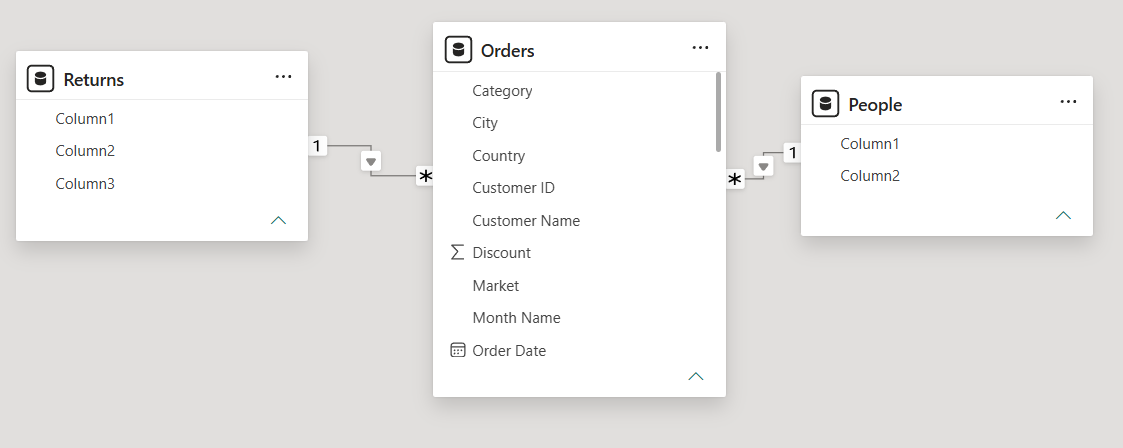 Returns
Column1
Column2
Column3
1
*
Orders
Category
City
Country
Customer ID
Customer Name
∑ Discount
Market
Month Name
Order Date
*
1
People
Column1
Column2